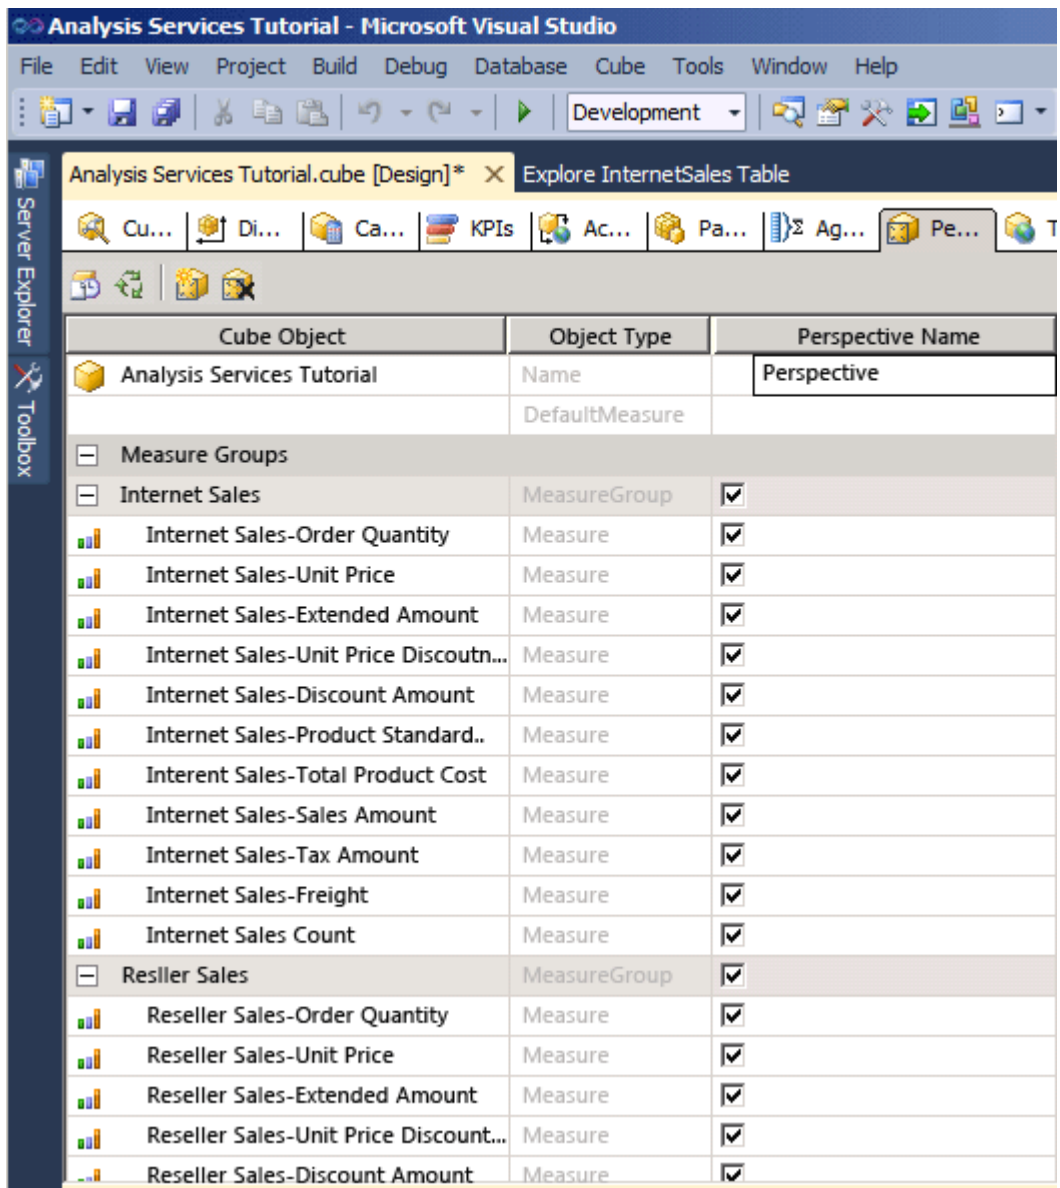 Analysis Services Tutorial - Microsoft Visual Studio
File Edit View Project Build Debug Database Cube Tools Window Help
Development
Analysis Services Tutorial.cube [Design]* Explore InternetSales Table
Cu... Di... Ca... KPIs Ac... Pa... Ag... Pe... T
Server Explorer
Toolbox
Cube Object Object Type Perspective Name
Analysis Services Tutorial Name Perspective
DefaultMeasure
Measure Groups
Internet Sales MeasureGroup
Internet Sales-Order Quantity Measure
Internet Sales-Unit Price Measure
Internet Sales-Extended Amount Measure
Internet Sales-Unit Price Discoutn... Measure
Internet Sales-Discount Amount Measure
Internet Sales-Product Standard.. Measure
Interent Sales-Total Product Cost Measure
Internet Sales-Sales Amount Measure
Internet Sales-Tax Amount Measure
Internet Sales-Freight Measure
Internet Sales Count Measure
Resller Sales MeasureGroup
Reseller Sales-Order Quantity Measure
Reseller Sales-Unit Price Measure
Reseller Sales-Extended Amount Measure
Reseller Sales-Unit Price Discount... Measure
Reseller Sales-Discount Amount Measure